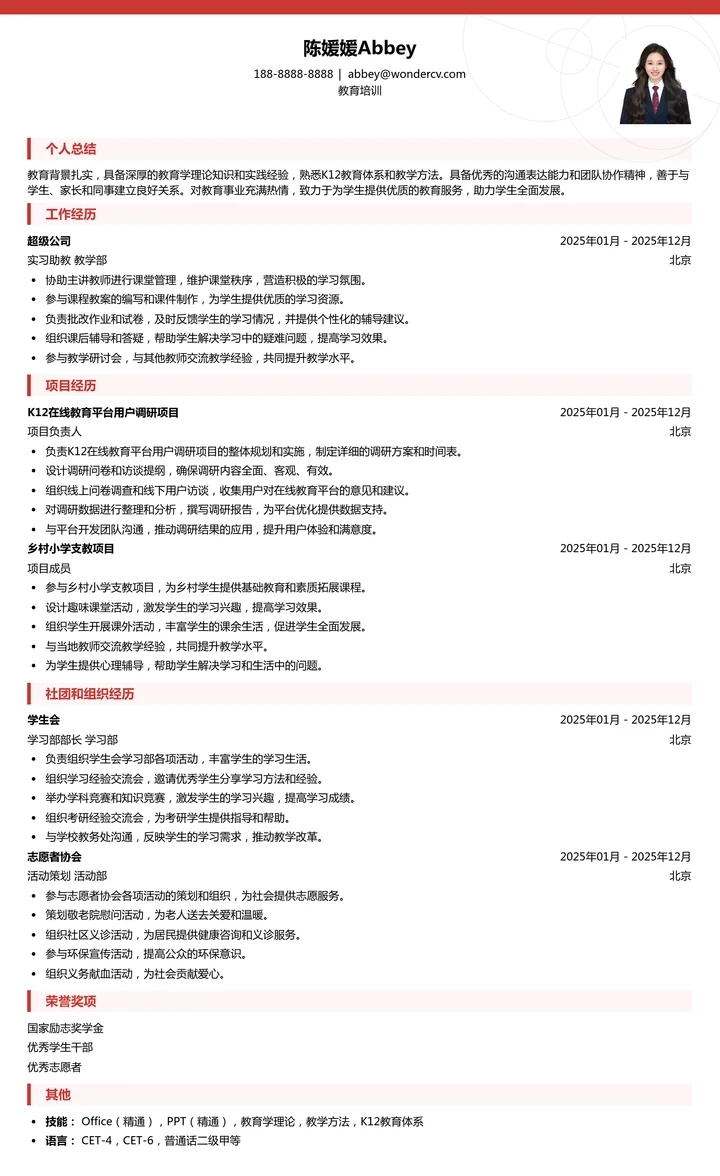 陈媛媛Abbey
188-8888-8888 | abbey@wondercv.com
教育培训
个人总结
教育背景扎实，具备深厚的教育学理论知识和实践经验，熟悉K12教育体系和教学方法。具备优秀的沟通表达能力和团队协作精神，善于与
学生、家长和同事建立良好关系。对教育事业充满热情，致力于为学生提供优质的教育服务，助力学生全面发展。
工作经历
超级公司 2025年01月 - 2025年12月
实习助教 教学部 北京
• 协助主讲教师进行课堂管理，维护课堂秩序，营造积极的学习氛围。
• 参与课程教案的编写和课件制作，为学生提供优质的学习资源。
• 负责批改作业和试卷，及时反馈学生的学习情况，并提供个性化的辅导建议。
• 组织课后辅导和答疑，帮助学生解决学习中的疑难问题，提高学习效果。
• 参与教学研讨会，与其他教师交流教学经验，共同提升教学水平。
项目经历
K12在线教育平台用户调研项目 2025年01月 - 2025年12月
项目负责人 北京
• 负责K12在线教育平台用户调研项目的整体规划和实施，制定详细的调研方案和时间表。
• 设计调研问卷和访谈提纲，确保调研内容全面、客观、有效。
• 组织线上问卷调查和线下用户访谈，收集用户对在线教育平台的意见和建议。
• 对调研数据进行整理和分析，撰写调研报告，为平台优化提供数据支持。
• 与平台开发团队沟通，推动调研结果的应用，提升用户体验和满意度。
乡村小学支教项目 2025年01月 - 2025年12月
项目成员 北京
• 参与乡村小学支教项目，为乡村学生提供基础教育和素质拓展课程。
• 设计趣味课堂活动，激发学生的学习兴趣，提高学习效果。
• 组织学生开展课外活动，丰富学生的课余生活，促进学生全面发展。
• 与当地教师交流教学经验，共同提升教学水平。
• 为学生提供心理辅导，帮助学生解决学习和生活中的问题。
社团和组织经历
学生会 2025年01月 - 2025年12月
学习部部长 学习部 北京
• 负责组织学生会学习部各项活动，丰富学生的学习生活。
• 组织学习经验交流会，邀请优秀学生分享学习方法和经验。
• 举办学科竞赛和知识竞赛，激发学生的学习兴趣，提高学习成绩。
• 组织考研经验交流会，为考研学生提供指导和帮助。
• 与学校教务处沟通，反映学生的学习需求，推动教学改革。
志愿者协会 2025年01月 - 2025年12月
活动策划 活动部 北京
• 参与志愿者协会各项活动的策划和组织，为社会提供志愿服务。
• 策划敬老院慰问活动，为老人送去关爱和温暖。
• 组织社区义诊活动，为居民提供健康咨询和义诊服务。
• 参与环保宣传活动，提高公众的环保意识。
• 组织义务献血活动，为社会贡献爱心。
荣誉奖项
国家励志奖学金
优秀学生干部
优秀志愿者
其他
• 技能： Office（精通），PPT（精通），教育学理论，教学方法，K12教育体系
• 语言： CET-4，CET-6，普通话二级甲等